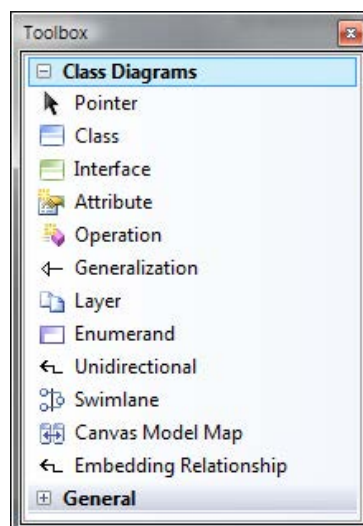 Toolbox
Class Diagrams
Pointer
Class
Interface
Attribute
Operation
Generalization
Layer
Enumerand
Unidirectional
Swimlane
Canvas Model Map
Embedding Relationship
General